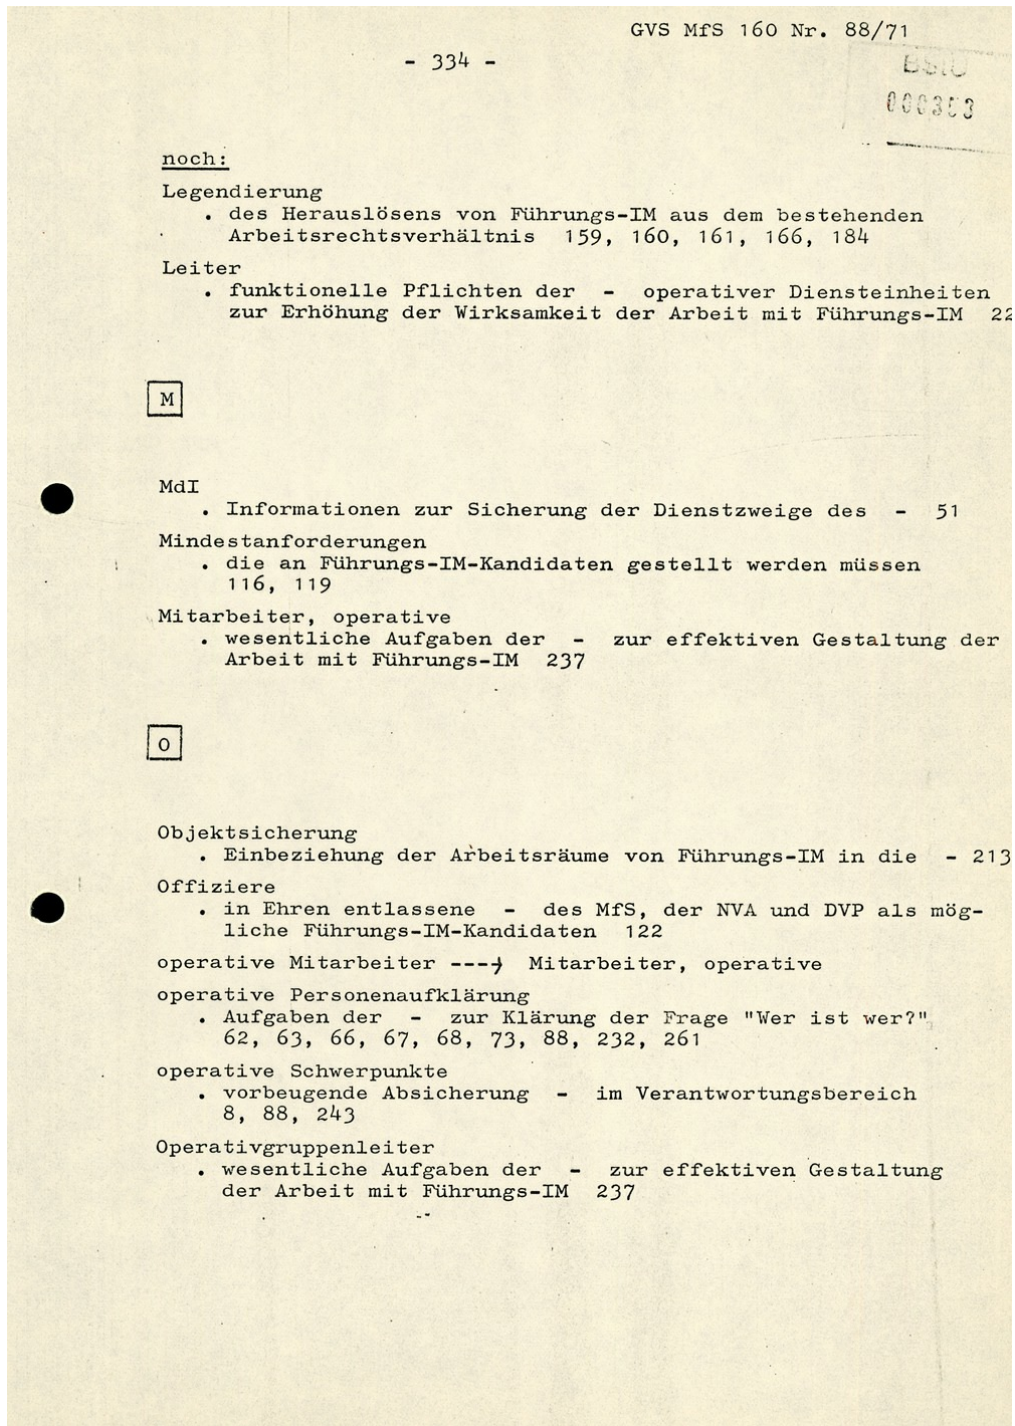 GVS MfS 160 Nr. 88/71
- 334 -
BStU
noch:
Legendierung
. des Herauslösens von Führungs-IM aus dem bestehenden
Arbeitsrechtsverhältnis 159, 160, 161, 166, 184
Leiter
. funktionelle Pflichten der - operativer Diensteinheiten
zur Erhöhung der Wirksamkeit der Arbeit mit Führungs-IM
M
MdI
. Informationen zur Sicherung der Dienstzweige des - 51
Mindestanforderungen
. die an Führungs-IM-Kandidaten gestellt werden müssen
116, 119
Mitarbeiter, operative
. wesentliche Aufgaben der - zur effektiven Gestaltung der
Arbeit mit Führungs-IM 237
O
Objektsicherung
. Einbeziehung der Arbeitsräume von Führungs-IM in die - 213
Offiziere
. in Ehren entlassene - des MfS, der NVA und DVP als mög-
liche Führungs-IM-Kandidaten 122
operative Mitarbeiter ---→ Mitarbeiter, operative
operative Personenaufklärung
. Aufgaben der - zur Klärung der Frage "Wer ist wer?"
62, 63, 66, 67, 68, 73, 88, 232, 261
operative Schwerpunkte
. vorbeugende Absicherung - im Verantwortungsbereich
8, 88, 243
Operativgruppenleiter
. wesentliche Aufgaben der - zur effektiven Gestaltung
der Arbeit mit Führungs-IM 237